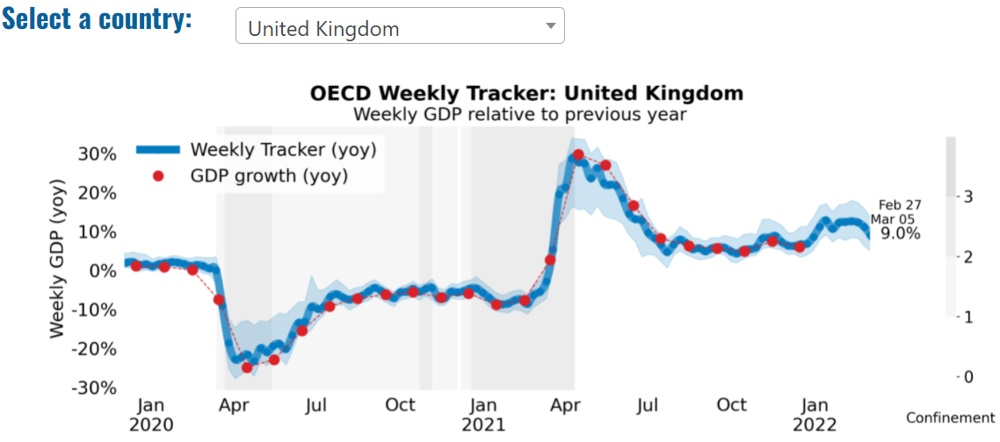 Select a country:
United Kingdom
OECD Weekly Tracker: United Kingdom
Weekly GDP relative to previous year
Weekly Tracker (yoy)
GDP growth (yoy)
Weekly GDP (yoy)
30%
20%
10%
0%
-10%
-20%
-30%
Feb 27
Mar 05
9.0%
3
2
1
0
Jan Apr Jul Oct Jan Apr Jul Oct Jan
2020 2021 2022
Confinement